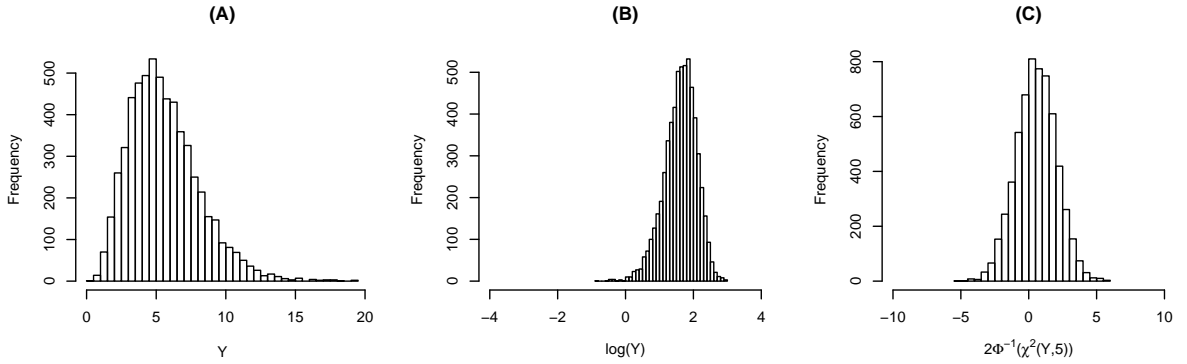 (A)
Frequency
0 100 200 300 400 500
0 5 10 15 20
Y
(B)
Frequency
0 100 200 300 400 500
−4 −2 0 2 4
log(Y)
(C)
Frequency
0 200 400 600 800
−10 −5 0 5 10
2Φ⁻¹(χ²(Y,5))